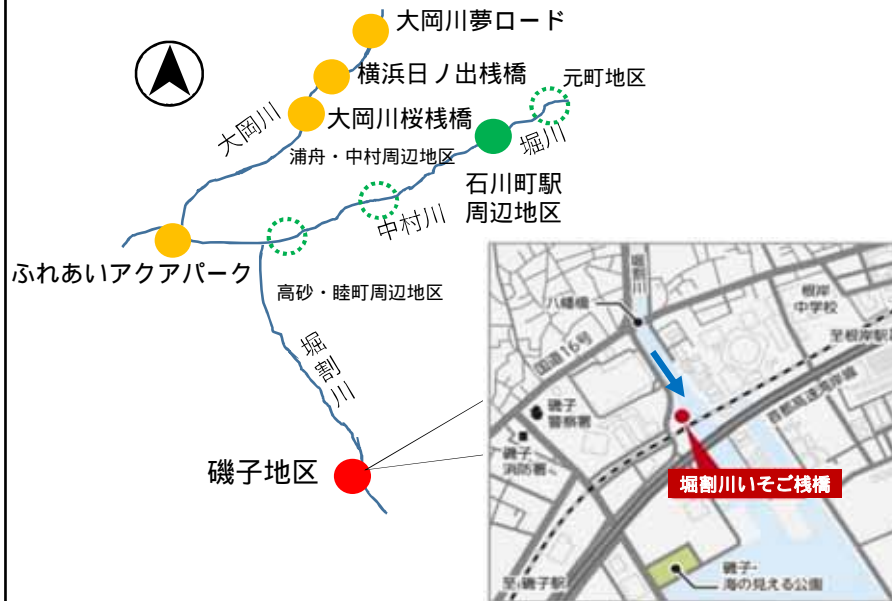 大岡川夢ロード
横浜日ノ出桟橋
元町地区
大岡川
大岡川桜桟橋
堀川
浦舟・中村周辺地区
石川町駅
周辺地区
中村川
ふれあいアクアパーク
高砂・睦町周辺地区
堀割川
磯子地区
堀割川
八幡橋
根岸
中学校
国道16号
至根岸駅
首都高速湾岸線
磯子
警察署
磯子
消防署
堀割川いそご桟橋
至磯子駅
磯子・
海の見える公園